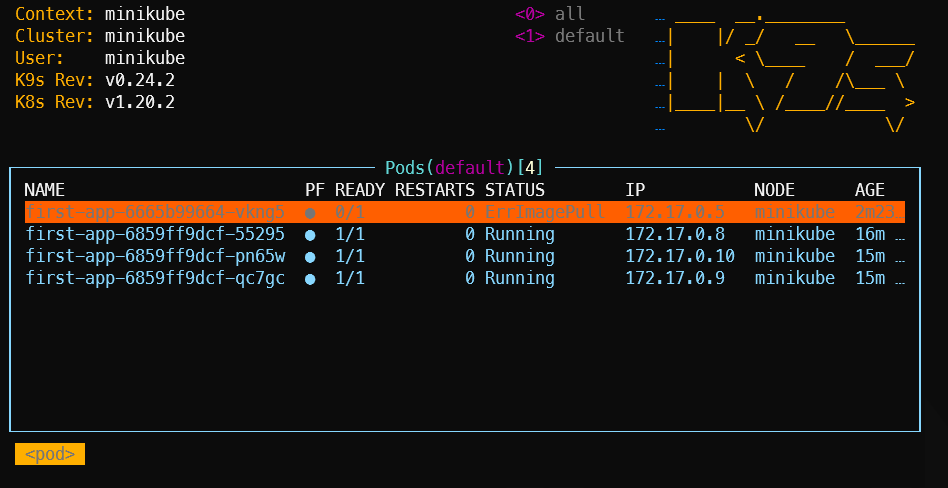 Context: minikube <0> all
Cluster: minikube <1> default
User: minikube
K9s Rev: v0.24.2
K8s Rev: v1.20.2
Pods(default)[4]
NAME PF READY RESTARTS STATUS IP NODE AGE
first-app-6665b99664-vkng5 ● 0/1 0 ErrImagePull 172.17.0.5 minikube 2m23…
first-app-6859ff9dcf-55295 ● 1/1 0 Running 172.17.0.8 minikube 16m …
first-app-6859ff9dcf-pn65w ● 1/1 0 Running 172.17.0.10 minikube 15m …
first-app-6859ff9dcf-qc7gc ● 1/1 0 Running 172.17.0.9 minikube 15m …
<pod>